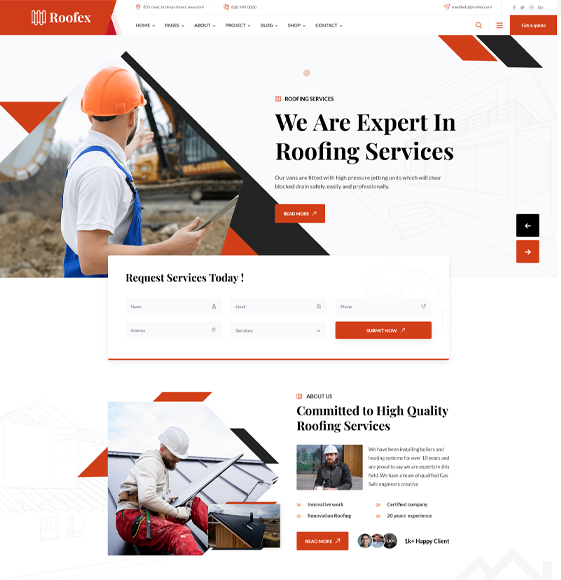 Roofex
855 road, broklyn street, new york
656 599 0000
needhelp@roofex.com
HOME
PAGES
ABOUT
PROJECT
BLOG
SHOP
CONTACT
Get a quote
ROOFING SERVICES
We Are Expert In
Roofing Services
Our vans are fitted with high pressure jetting units which will clear
blocked drain safely, easily and professionally.
READ MORE
Request Services Today !
Name
Email
Phone
Address
Services
SUBMIT NOW
ABOUT US
Committed to High Quality
Roofing Services
We have been installing boilers and
heating systems for over 10 years and
are proud to say we are experts in this
field. We have a team of qualified Gas
Safe engineers creative
Innovative work
Certified company
Renovation Roofing
20 years' experience
READ MORE
1k+ Happy Client